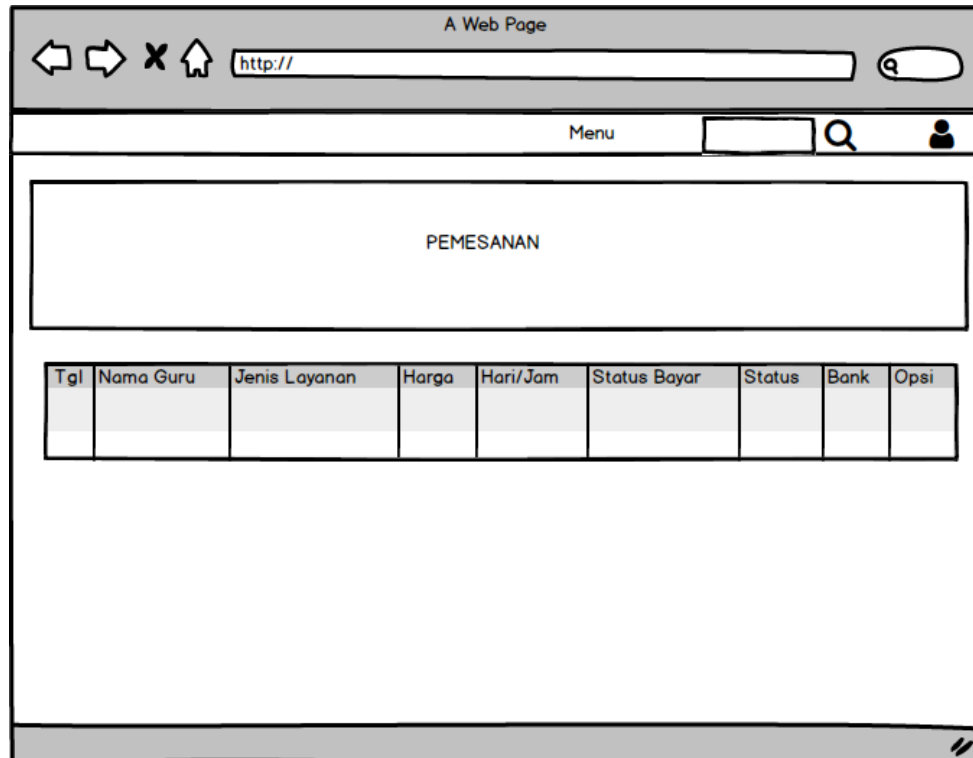 A Web Page
http://
Menu
PEMESANAN
Tgl Nama Guru Jenis Layanan Harga Hari/Jam Status Bayar Status Bank Opsi